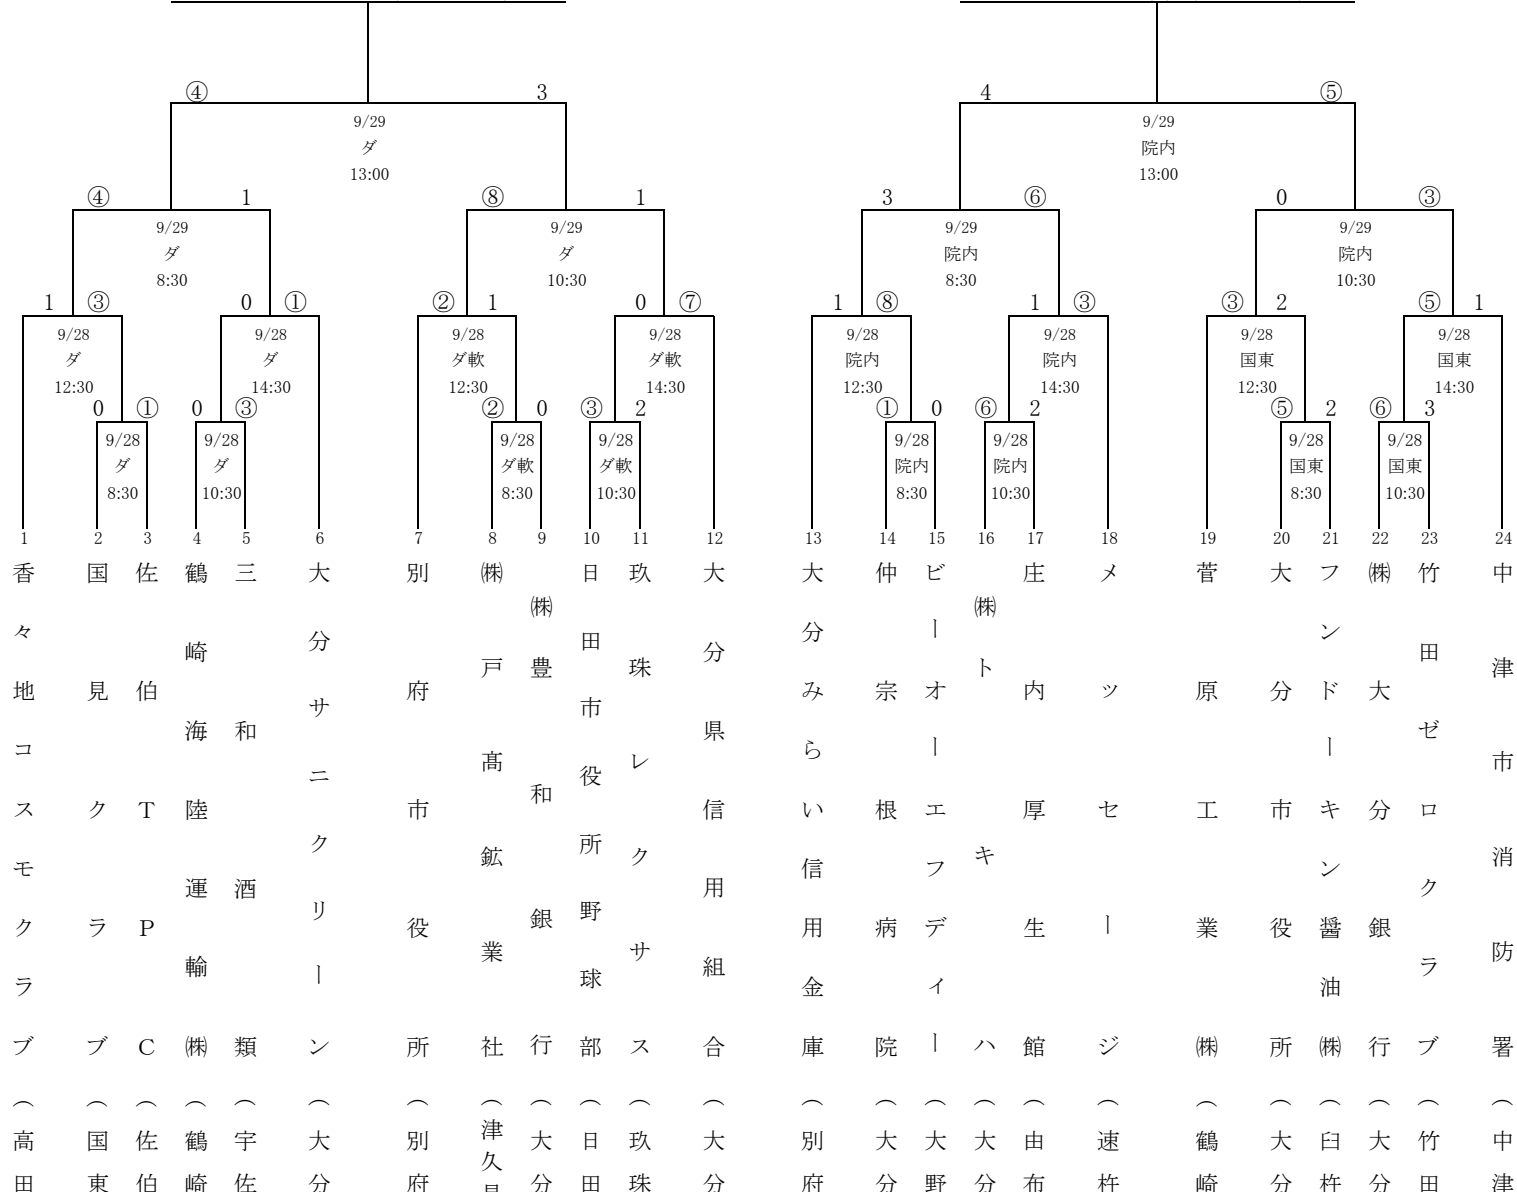 ④ 3 4 ⑤
9/29 9/29
ダ 院内
13:00 13:00
④ 1 ⑧ 1 3 ⑥ 0 ③
9/29 9/29 9/29 9/29
ダ ダ 院内 院内
8:30 10:30 8:30 10:30
1 ③ 0 ① ② 1 0 ⑦ 1 ⑧ 1 ③ ③ 2 ⑤ 1
9/28 9/28 9/28 9/28 9/28 9/28 9/28 9/28
ダ ダ ダ軟 ダ軟 院内 院内 国東 国東
12:30 14:30 12:30 14:30 12:30 14:30 12:30 14:30
0 ① 0 ③ ② 0 ③ 2 ① 0 ⑥ 2 ⑤ 2 ⑥ 3
9/28 9/28 9/28 9/28 9/28 9/28 9/28 9/28
ダ ダ ダ軟 ダ軟 院内 院内 国東 国東
8:30 10:30 8:30 10:30 8:30 10:30 8:30 10:30
1 2 3 4 5 6 7 8 9 10 11 12 13 14 15 16 17 18 19 20 21 22 23 24
香々地コスモクラブ(高田
国見クラブ(国東
佐伯TPC(佐伯
鶴崎海陸運輸㈱(鶴崎
三和酒類(宇佐
大分サニクリーン(大分
別府市役所(別府
㈱戸髙鉱業社(津久見
㈱豊和銀行(大分
日田市役所野球部(日田
玖珠レクサス(玖珠
大分県信用組合(大分
大分みらい信用金庫(別府
仲宗根病院(大分
ビーオーエフディー(大野
㈱トキハ(大分
庄内厚生館(由布
メッセージ(速杵
菅原工業㈱(鶴崎
大分市役所(大分
フンドーキン醤油㈱(臼杵
㈱大分銀行(大分
竹田ゼロクラブ(竹田
中津市消防署(中津